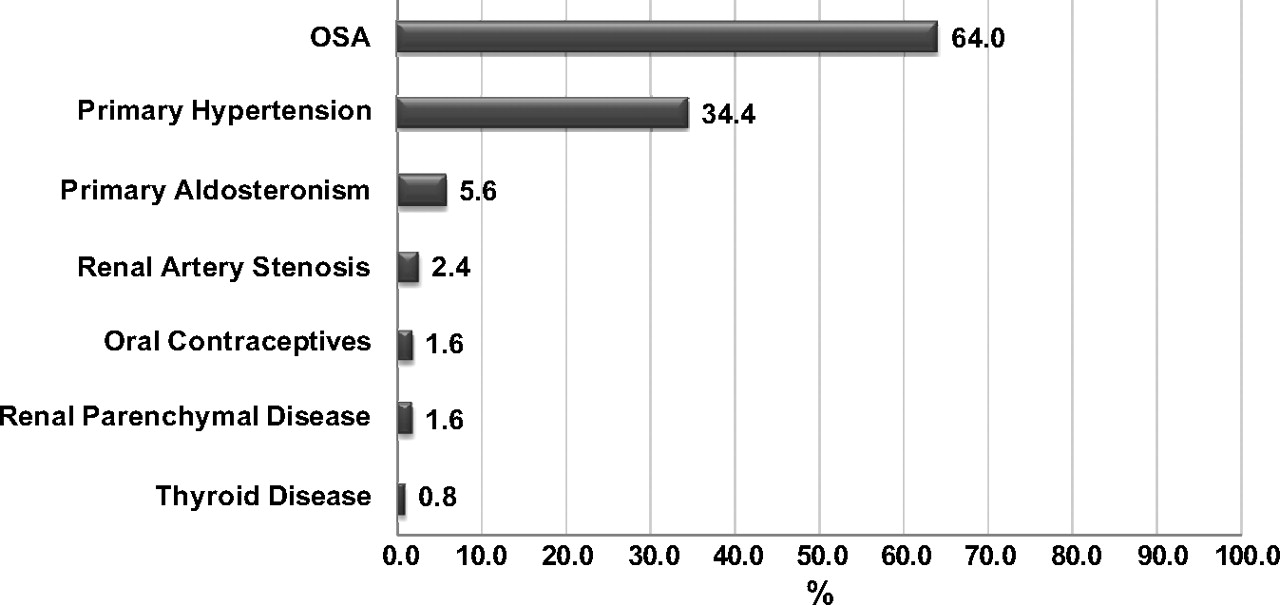 OSA 64.0
Primary Hypertension 34.4
Primary Aldosteronism 5.6
Renal Artery Stenosis 2.4
Oral Contraceptives 1.6
Renal Parenchymal Disease 1.6
Thyroid Disease 0.8
0.0 10.0 20.0 30.0 40.0 50.0 60.0 70.0 80.0 90.0 100.0
%